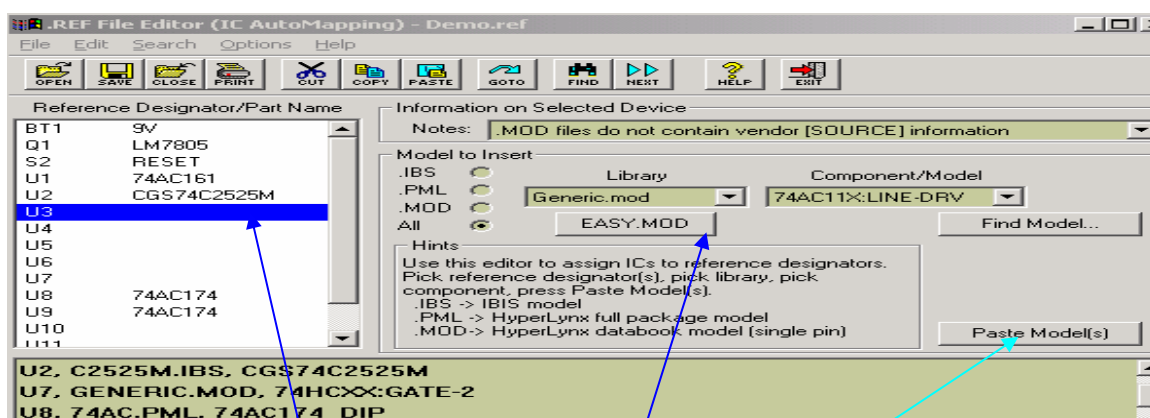 .REF File Editor (IC AutoMapping) - Demo.ref
File Edit Search Options Help
OPEN SAVE CLOSE PRINT CUT COPY PASTE GOTO FIND NEXT HELP EXIT
Reference Designator/Part Name
BT1 9V
Q1 LM7805
S2 RESET
U1 74AC161
U2 CGS74C2525M
U3
U4
U5
U6
U7
U8 74AC174
U9 74AC174
U10
U11
Information on Selected Device
Notes: .MOD files do not contain vendor [SOURCE] information
Model to Insert
.IBS
.PML
.MOD
All
Library
Generic.mod
EASY.MOD
Component/Model
74AC11X:LINE-DRV
Find Model...
Hints
Use this editor to assign ICs to reference designators.
Pick reference designator(s), pick library, pick
component, press Paste Model(s).
.IBS -> IBIS model
.PML -> HyperLynx full package model
.MOD-> HyperLynx databook model (single pin)
Paste Model(s)
U2, C2525M.IBS, CGS74C2525M
U7, GENERIC.MOD, 74HCXX:GATE-2
U8, 74AC.PML, 74AC174_DIP